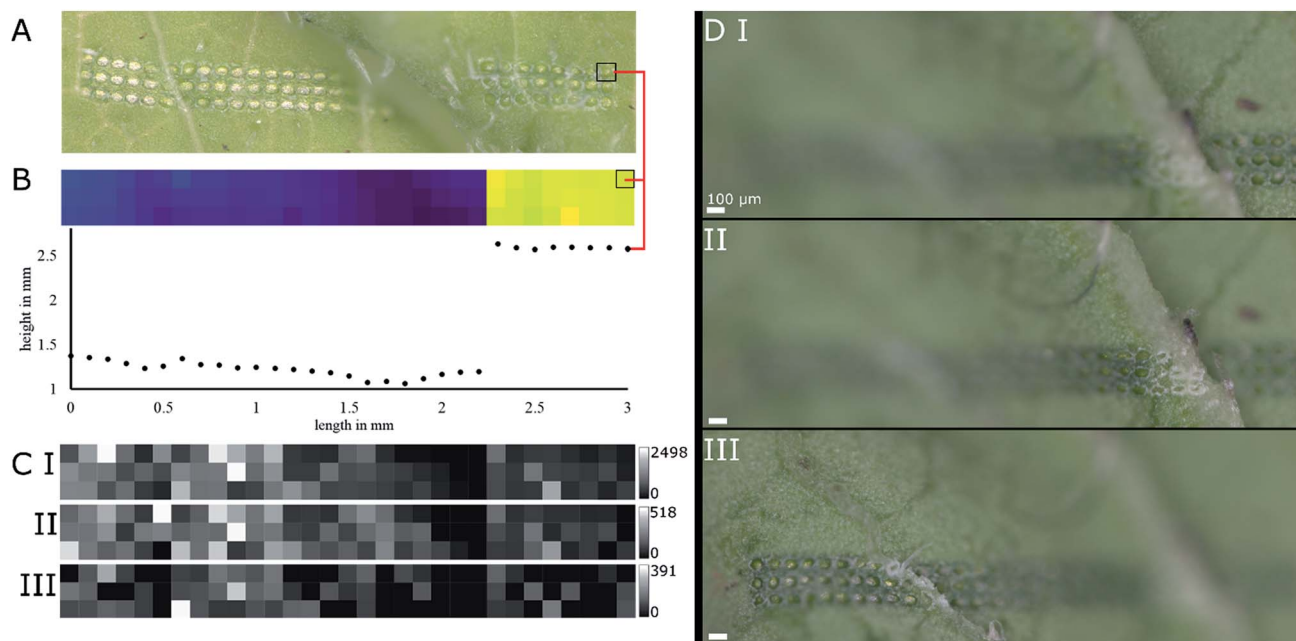 A
B
height in mm
2.5
2
1.5
1
0 0.5 1 1.5 2 2.5 3
length in mm
C I
2498
0
II
518
0
III
391
0
D I
100 µm
II
III